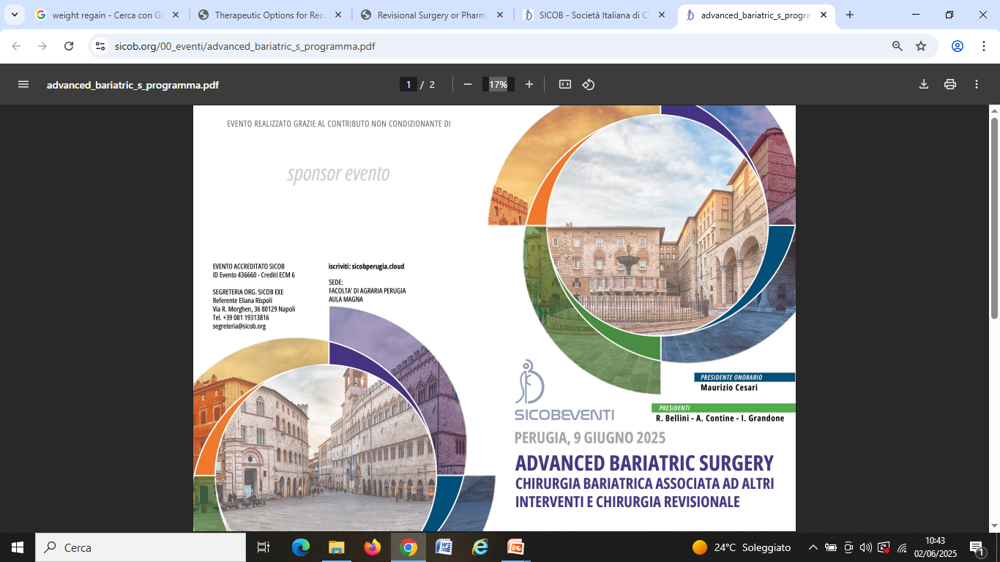 weight regain - Cerca con Go
Therapeutic Options for Recu
Revisional Surgery or Pharm
SICOB - Società Italiana di C
advanced_bariatric_s_progra
sicob.org/00_eventi/advanced_bariatric_s_programma.pdf
advanced_bariatric_s_programma.pdf
1 / 2
17%
EVENTO REALIZZATO GRAZIE AL CONTRIBUTO NON CONDIZIONANTE DI
sponsor evento
EVENTO ACCREDITATO SICOB
ID Evento 436660 - Crediti ECM 6
SEGRETERIA ORG. SICOB EXE
Referente Eliana Rispoli
Via R. Morghen, 36 80129 Napoli
Tel. +39 081 19313816
segreteria@sicob.org
iscriviti: sicobperugia.cloud
SEDE:
FACOLTA' DI AGRARIA PERUGIA
AULA MAGNA
PRESIDENTE ONORARIO
Maurizio Cesari
PRESIDENTI
R. Bellini - A. Contine - I. Grandone
SICOBEVENTI
PERUGIA, 9 GIUGNO 2025
ADVANCED BARIATRIC SURGERY
CHIRURGIA BARIATRICA ASSOCIATA AD ALTRI
INTERVENTI E CHIRURGIA REVISIONALE
Cerca
24°C Soleggiato
10:43
02/06/2025
1